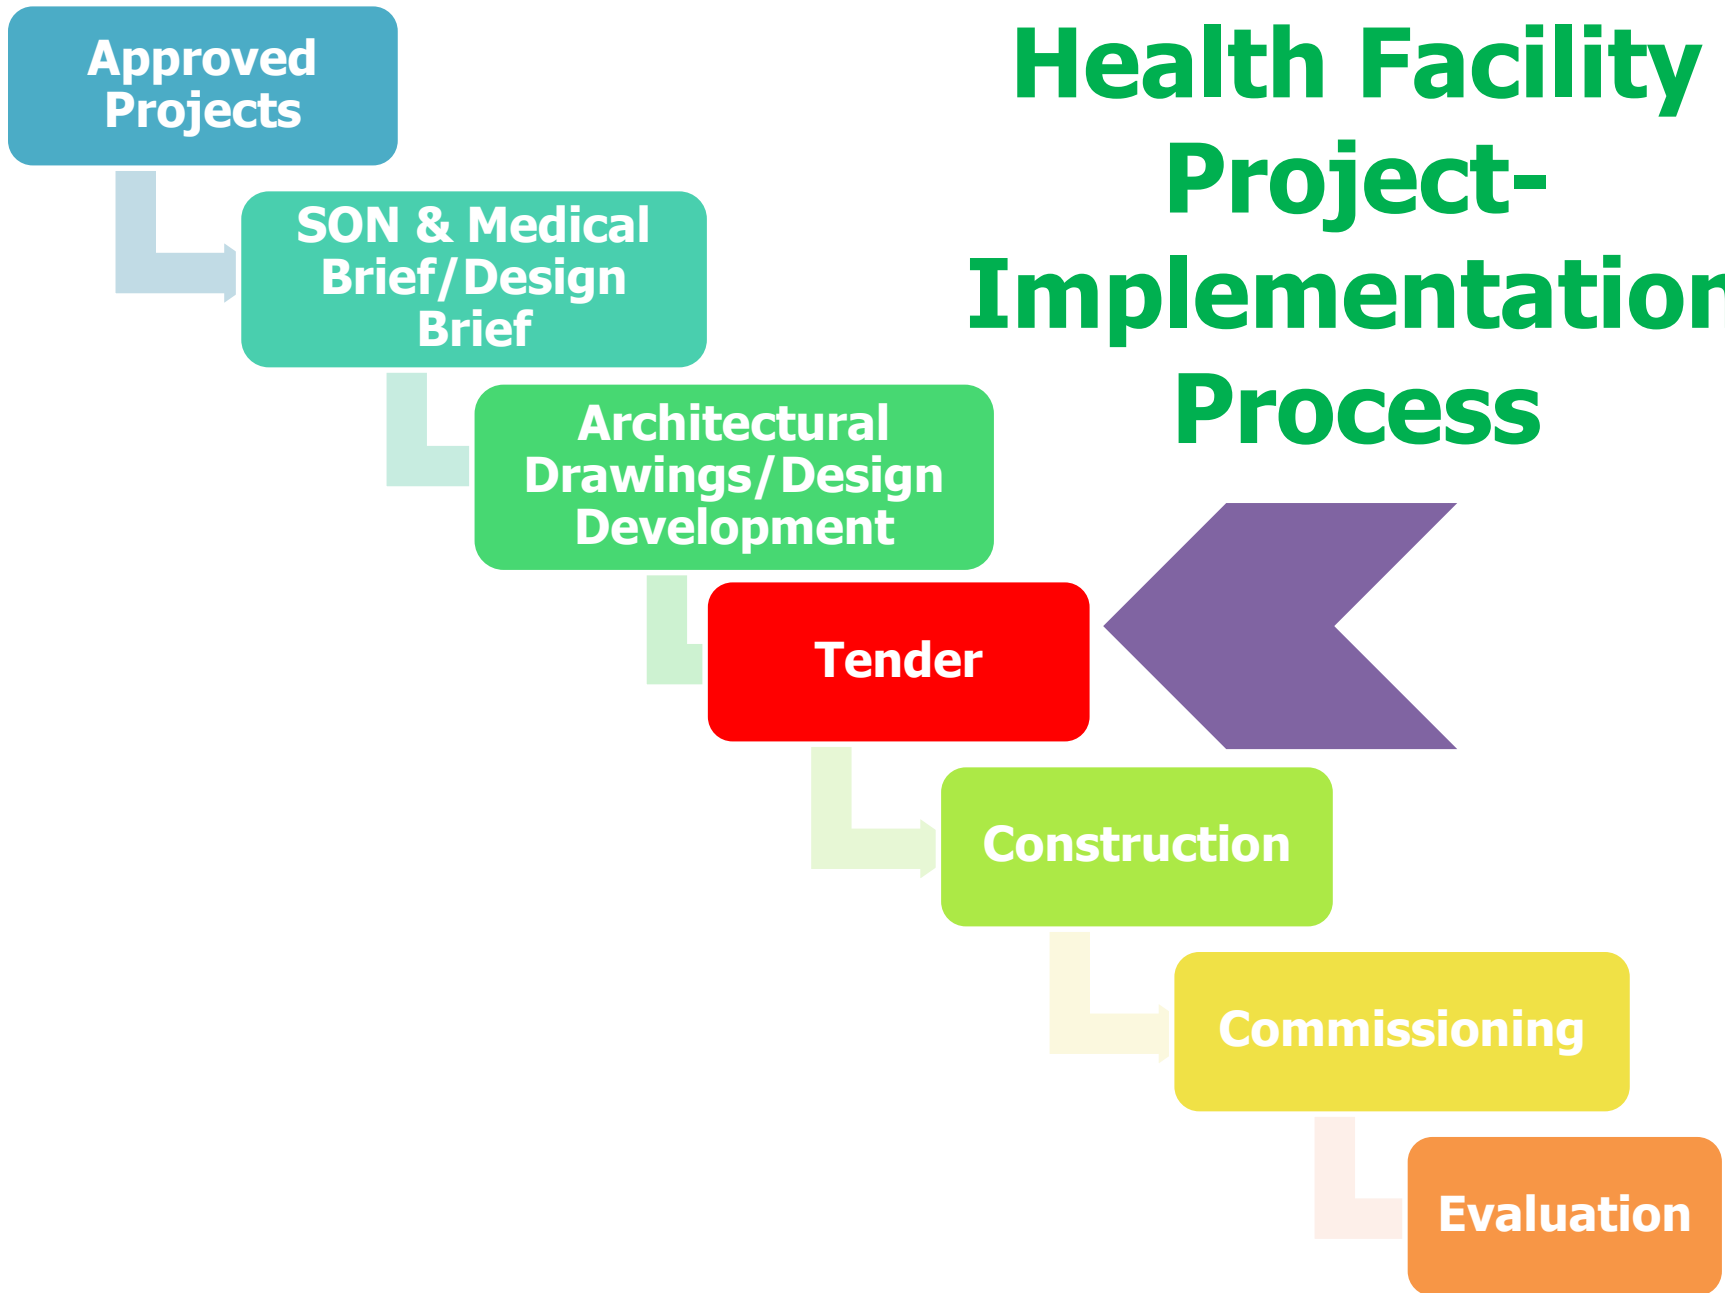 Health Facility
Project-
Implementation
Process
Approved
Projects
SON & Medical
Brief/Design
Brief
Architectural
Drawings/Design
Development
Tender
Construction
Commissioning
Evaluation